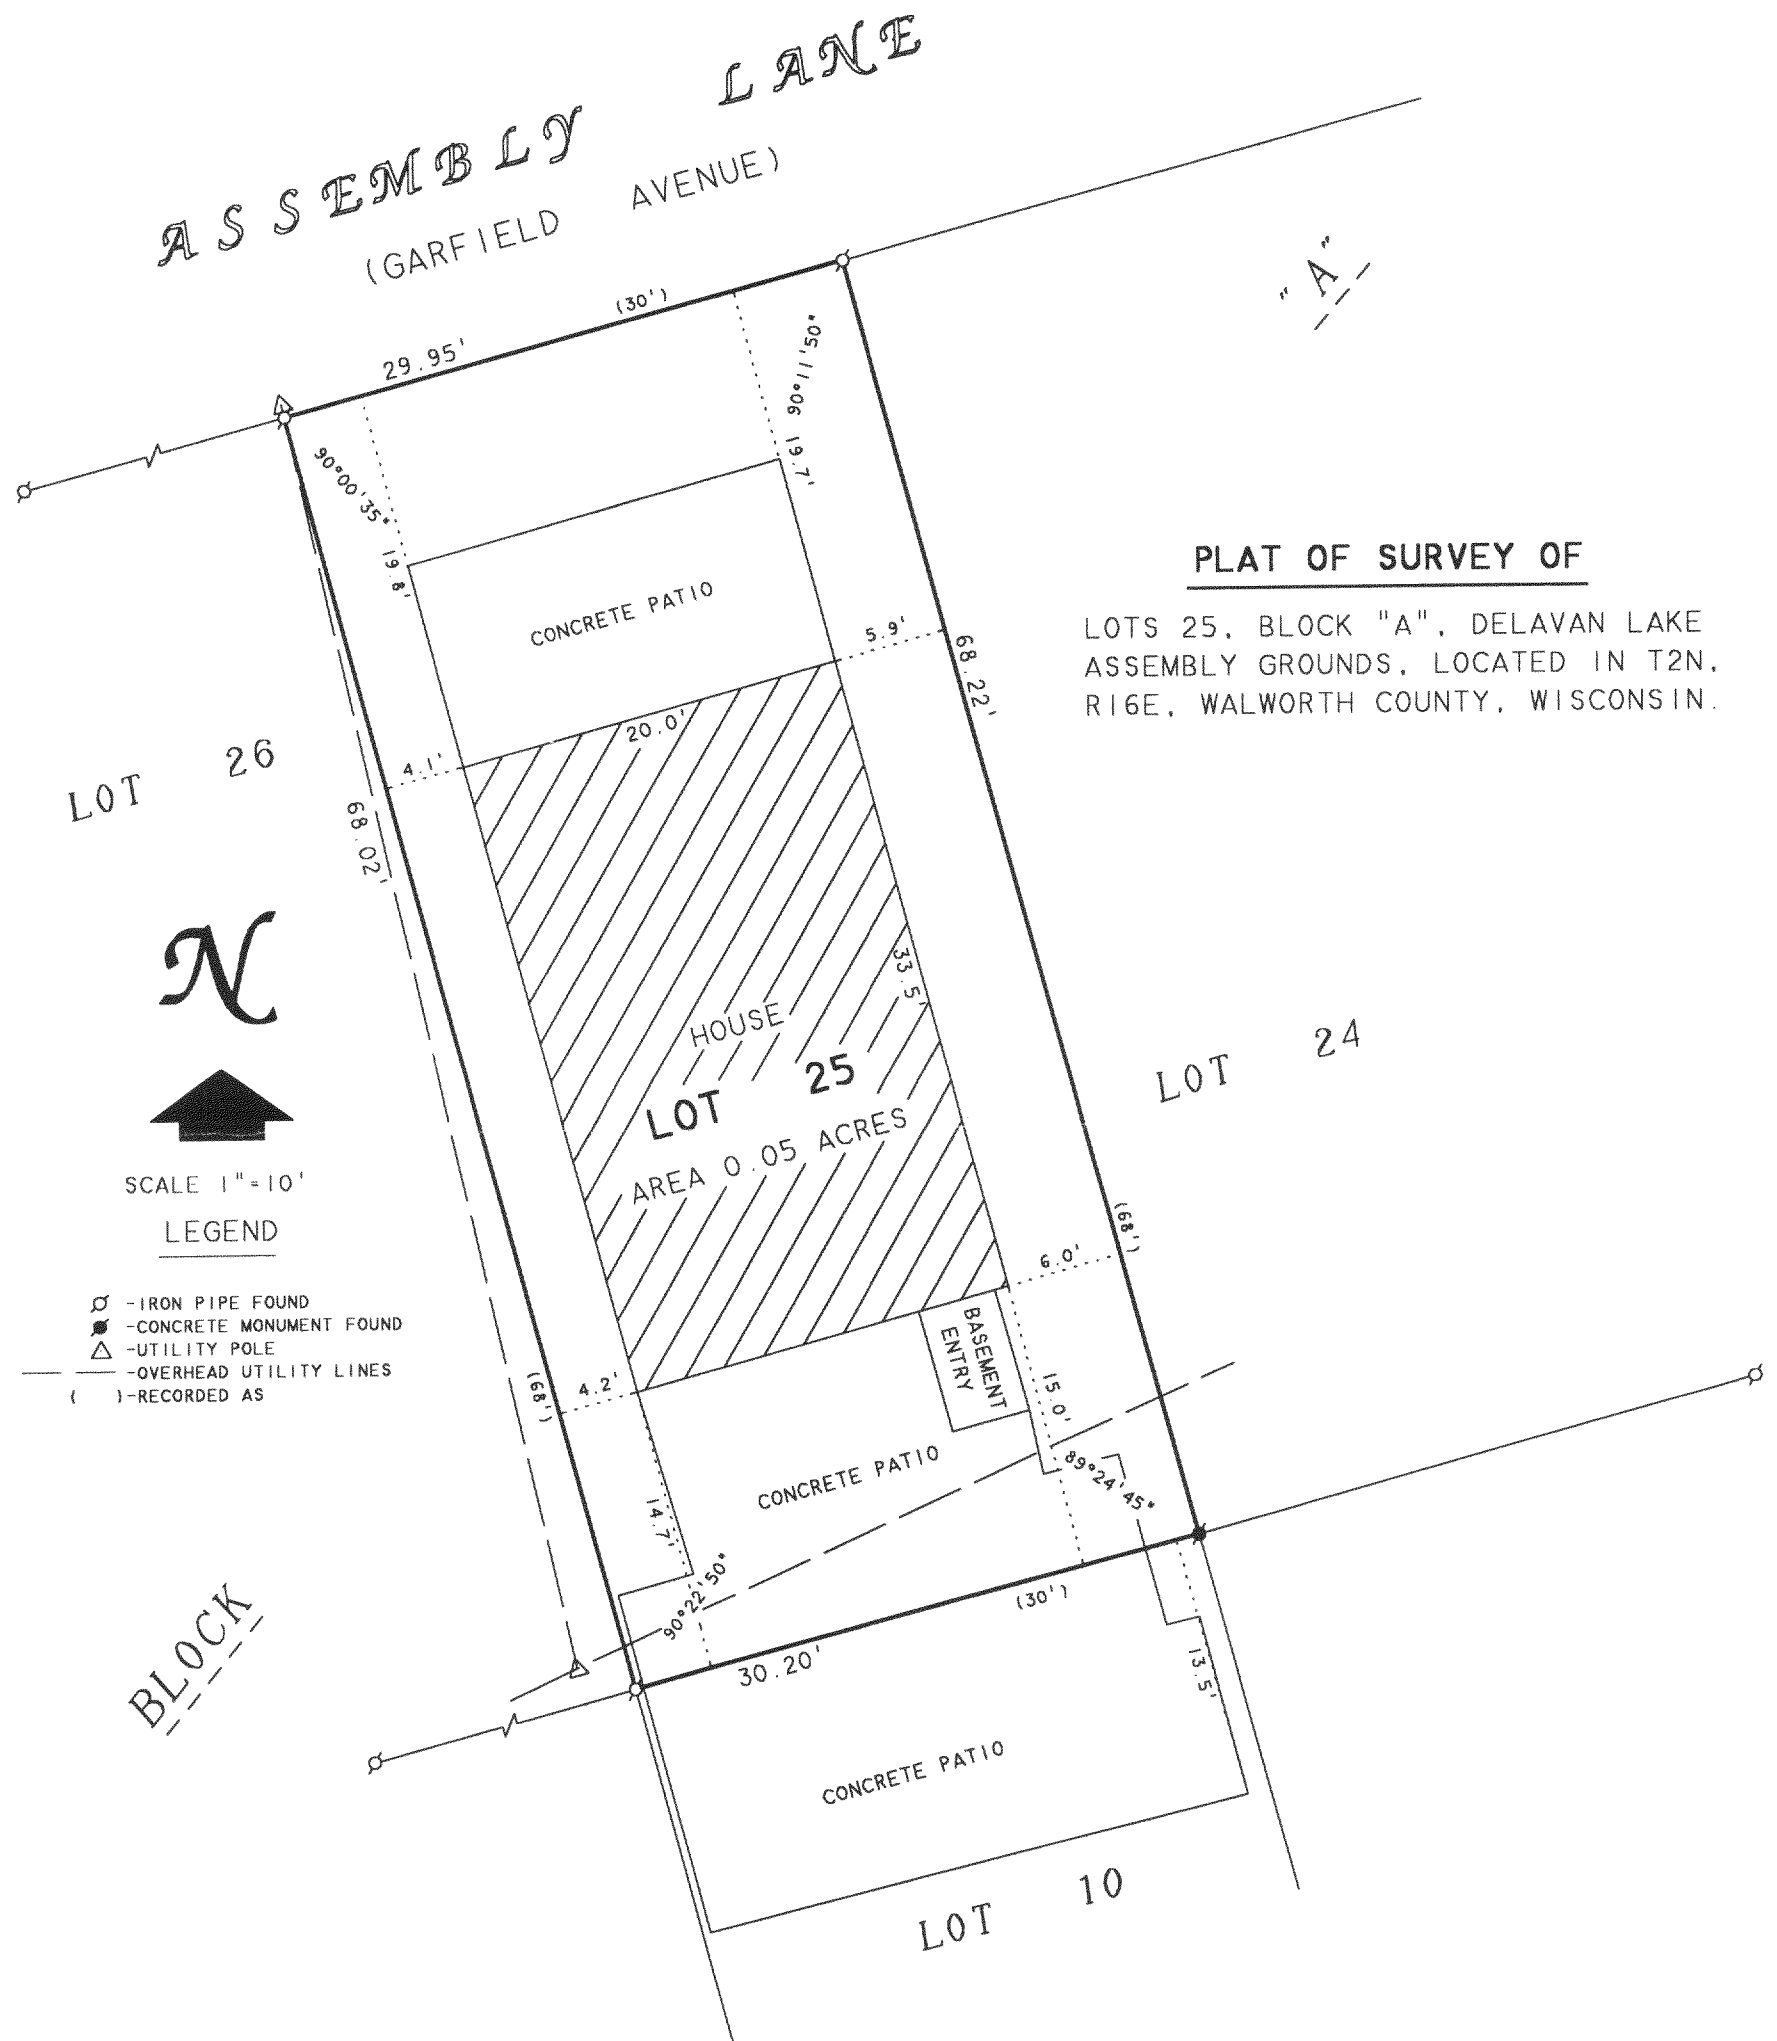 ASSEMBLY LANE
(GARFIELD AVENUE)
"A"
(30')
29.95'
90°11'50"
90°00'35"
19.7'
19.8'
CONCRETE PATIO
PLAT OF SURVEY OF
LOTS 25, BLOCK "A", DELAVAN LAKE
ASSEMBLY GROUNDS, LOCATED IN T2N,
R16E, WALWORTH COUNTY, WISCONSIN.
5.9'
68.22'
20.0'
4.1'
LOT 26
68.02'
N
33.5'
HOUSE
LOT 25
AREA 0.05 ACRES
LOT 24
SCALE 1"=10'
LEGEND
-IRON PIPE FOUND
-CONCRETE MONUMENT FOUND
-UTILITY POLE
-OVERHEAD UTILITY LINES
( )-RECORDED AS
(68')
6.0'
BASEMENT
ENTRY
(68')
4.2'
15.0'
CONCRETE PATIO
89°24'45"
14.7'
90°22'50"
(30')
30.20'
13.5'
BLOCK
CONCRETE PATIO
LOT 10